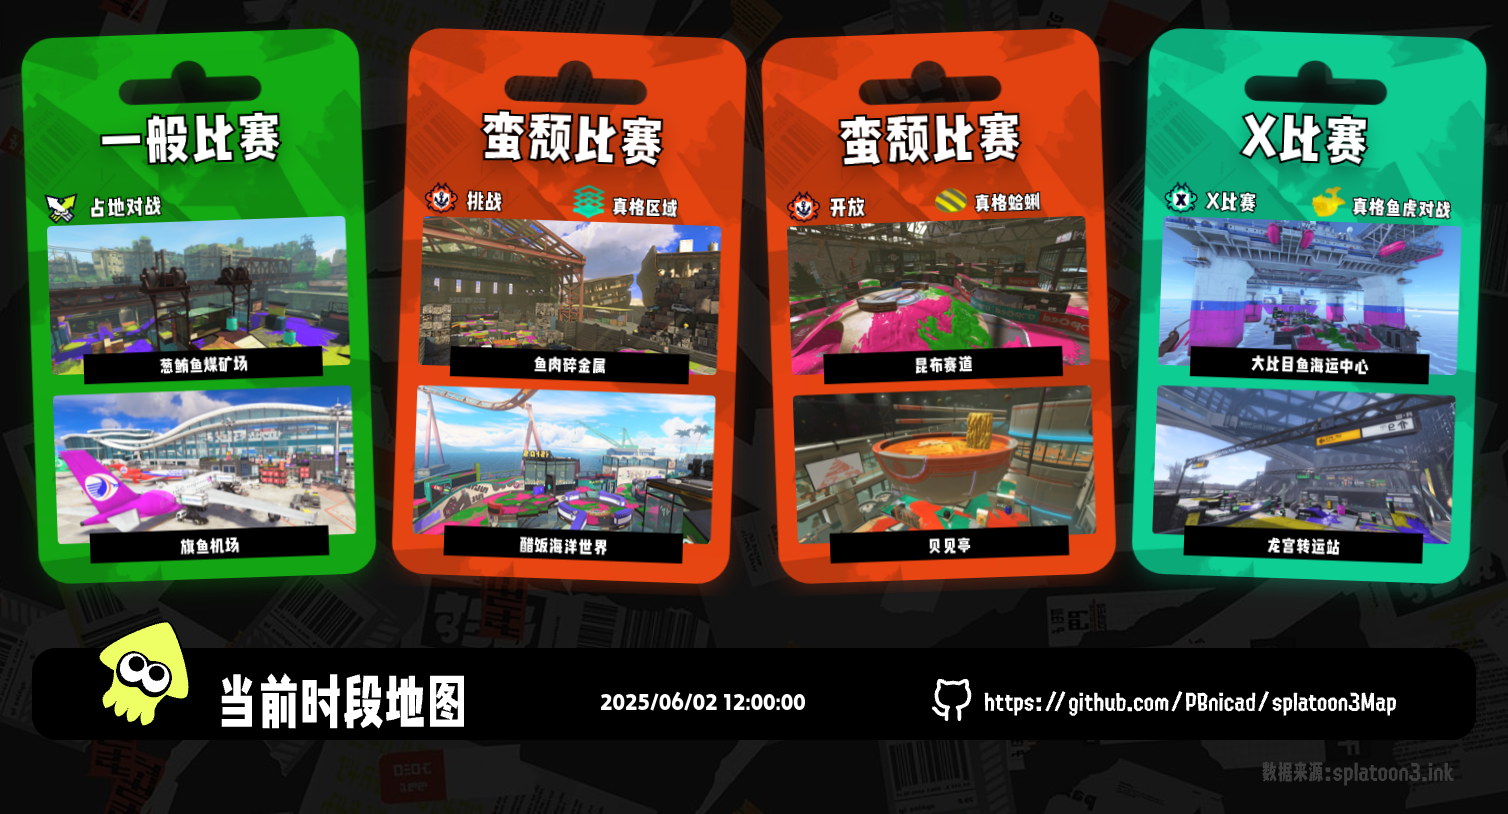 一般比赛
占地对战
葱鲔鱼煤矿场
旗鱼机场
蛮颓比赛
挑战
真格区域
鱼肉碎金属
醋饭海洋世界
蛮颓比赛
开放
真格蛤蜊
昆布赛道
贝见亭
X比赛
X比赛
真格鱼虎对战
大比目鱼海运中心
龙宫转运站
当前时段地图
2025/06/02 12:00:00
https://github.com/PBnicad/splatoon3Map
数据来源:splatoon3.ink